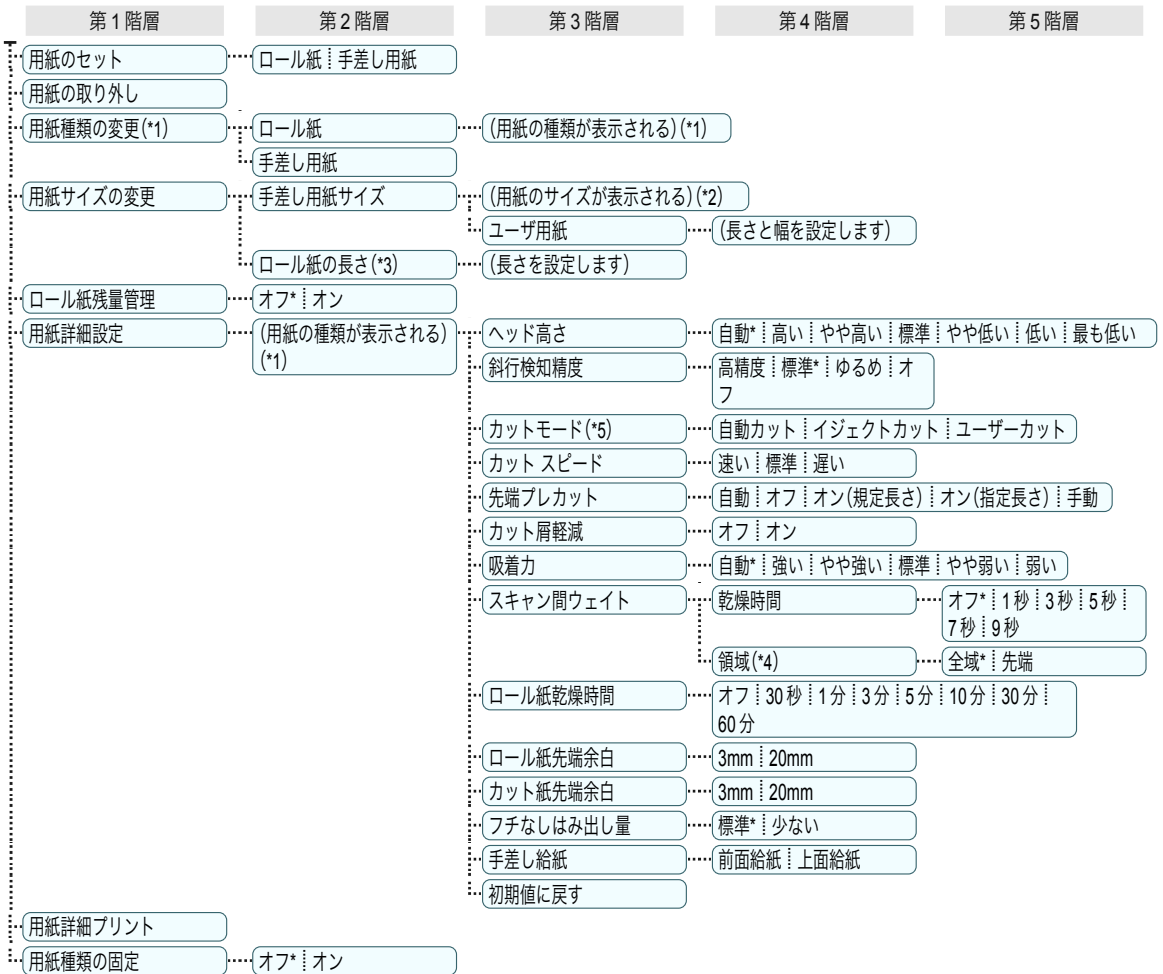 第1階層 第2階層 第3階層 第4階層 第5階層
用紙のセット ロール紙┊手差し用紙
用紙の取り外し
用紙種類の変更(*1) ロール紙 (用紙の種類が表示される)(*1)
手差し用紙
用紙サイズの変更 手差し用紙サイズ (用紙のサイズが表示される)(*2)
ユーザ用紙 (長さと幅を設定します)
ロール紙の長さ(*3) (長さを設定します)
ロール紙残量管理 オフ*┊オン
用紙詳細設定 (用紙の種類が表示される)
(*1)
ヘッド高さ 自動*┊高い┊やや高い┊標準┊やや低い┊低い┊最も低い
斜行検知精度 高精度┊標準*┊ゆるめ┊オ
フ
カットモード(*5) 自動カット┊イジェクトカット┊ユーザーカット
カット スピード 速い┊標準┊遅い
先端プレカット 自動┊オフ┊オン(規定長さ)┊オン(指定長さ)┊手動
カット屑軽減 オフ┊オン
吸着力 自動*┊強い┊やや強い┊標準┊やや弱い┊弱い
スキャン間ウェイト 乾燥時間 オフ*┊1秒┊3秒┊5秒┊
7秒┊9秒
領域(*4) 全域*┊先端
ロール紙乾燥時間 オフ┊30秒┊1分┊3分┊5分┊10分┊30分┊
60分
ロール紙先端余白 3mm┊20mm
カット紙先端余白 3mm┊20mm
フチなしはみ出し量 標準*┊少ない
手差し給紙 前面給紙┊上面給紙
初期値に戻す
用紙詳細プリント
用紙種類の固定 オフ*┊オン